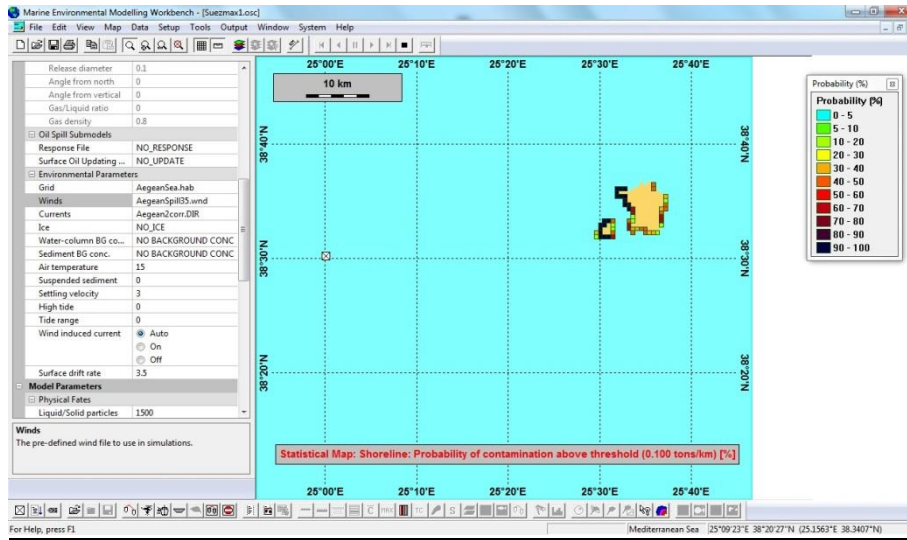 Marine Environmental Modelling Workbench - [Suezmax1.osc]
File Edit View Map Data Setup Tools Output Window System Help
Release diameter 0.1
Angle from north 0
Angle from vertical 0
Gas/Liquid ratio 0
Gas density 0.8
Oil Spill Submodels
Response File NO_RESPONSE
Surface Oil Updating ... NO_UPDATE
Environmental Parameters
Grid AegeanSea.hab
Winds AegeanSpill35.wnd
Currents Aegean2corr.DIR
Ice NO_ICE
Water-column BG co... NO BACKGROUND CONC
Sediment BG conc. NO BACKGROUND CONC
Air temperature 15
Suspended sediment 0
Settling velocity 3
High tide 0
Tide range 0
Wind induced current Auto
On
Off
Surface drift rate 3.5
Model Parameters
Physical Fates
Liquid/Solid particles 1500
Winds
The pre-defined wind file to use in simulations.
25°00'E 25°10'E 25°20'E 25°30'E 25°40'E
10 km
38°40'N 38°40'N
38°30'N 38°30'N
38°20'N 38°20'N
Statistical Map: Shoreline: Probability of contamination above threshold (0.100 tons/km) [%]
25°00'E 25°10'E 25°20'E 25°30'E 25°40'E
Probability (%)
Probability [%]
0 - 5
5 - 10
10 - 20
20 - 30
30 - 40
40 - 50
50 - 60
60 - 70
70 - 80
80 - 90
90 - 100
For Help, press F1
Mediterranean Sea 25°09'23"E 38°20'27"N (25.1563°E 38.3407°N)